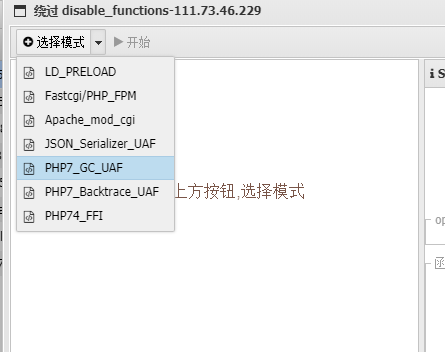 绕过 disable_functions-111.73.46.229
选择模式 开始
LD_PRELOAD
Fastcgi/PHP_FPM
Apache_mod_cgi
JSON_Serializer_UAF
PHP7_GC_UAF
PHP7_Backtrace_UAF
上方按钮,选择模式
PHP74_FFI
i S
op
函